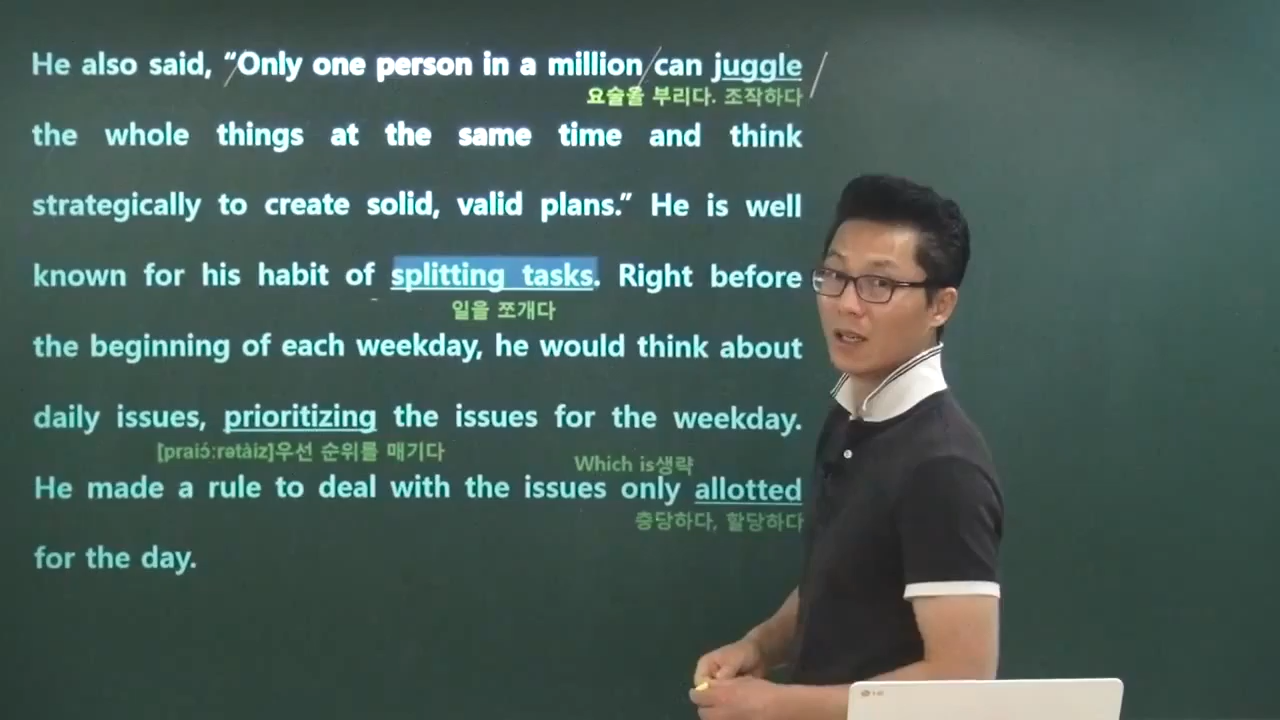 He also said, “Only one person in a million can juggle
요술을 부리다. 조작하다
the whole things at the same time and think
strategically to create solid, valid plans.” He is well
known for his habit of splitting tasks. Right before
일을 쪼개다
the beginning of each weekday, he would think about
daily issues, prioritizing the issues for the weekday.
[praiɔ́ːrətàiz]우선 순위를 매기다
Which is생략
He made a rule to deal with the issues only allotted
충당하다, 할당하다
for the day.
LG